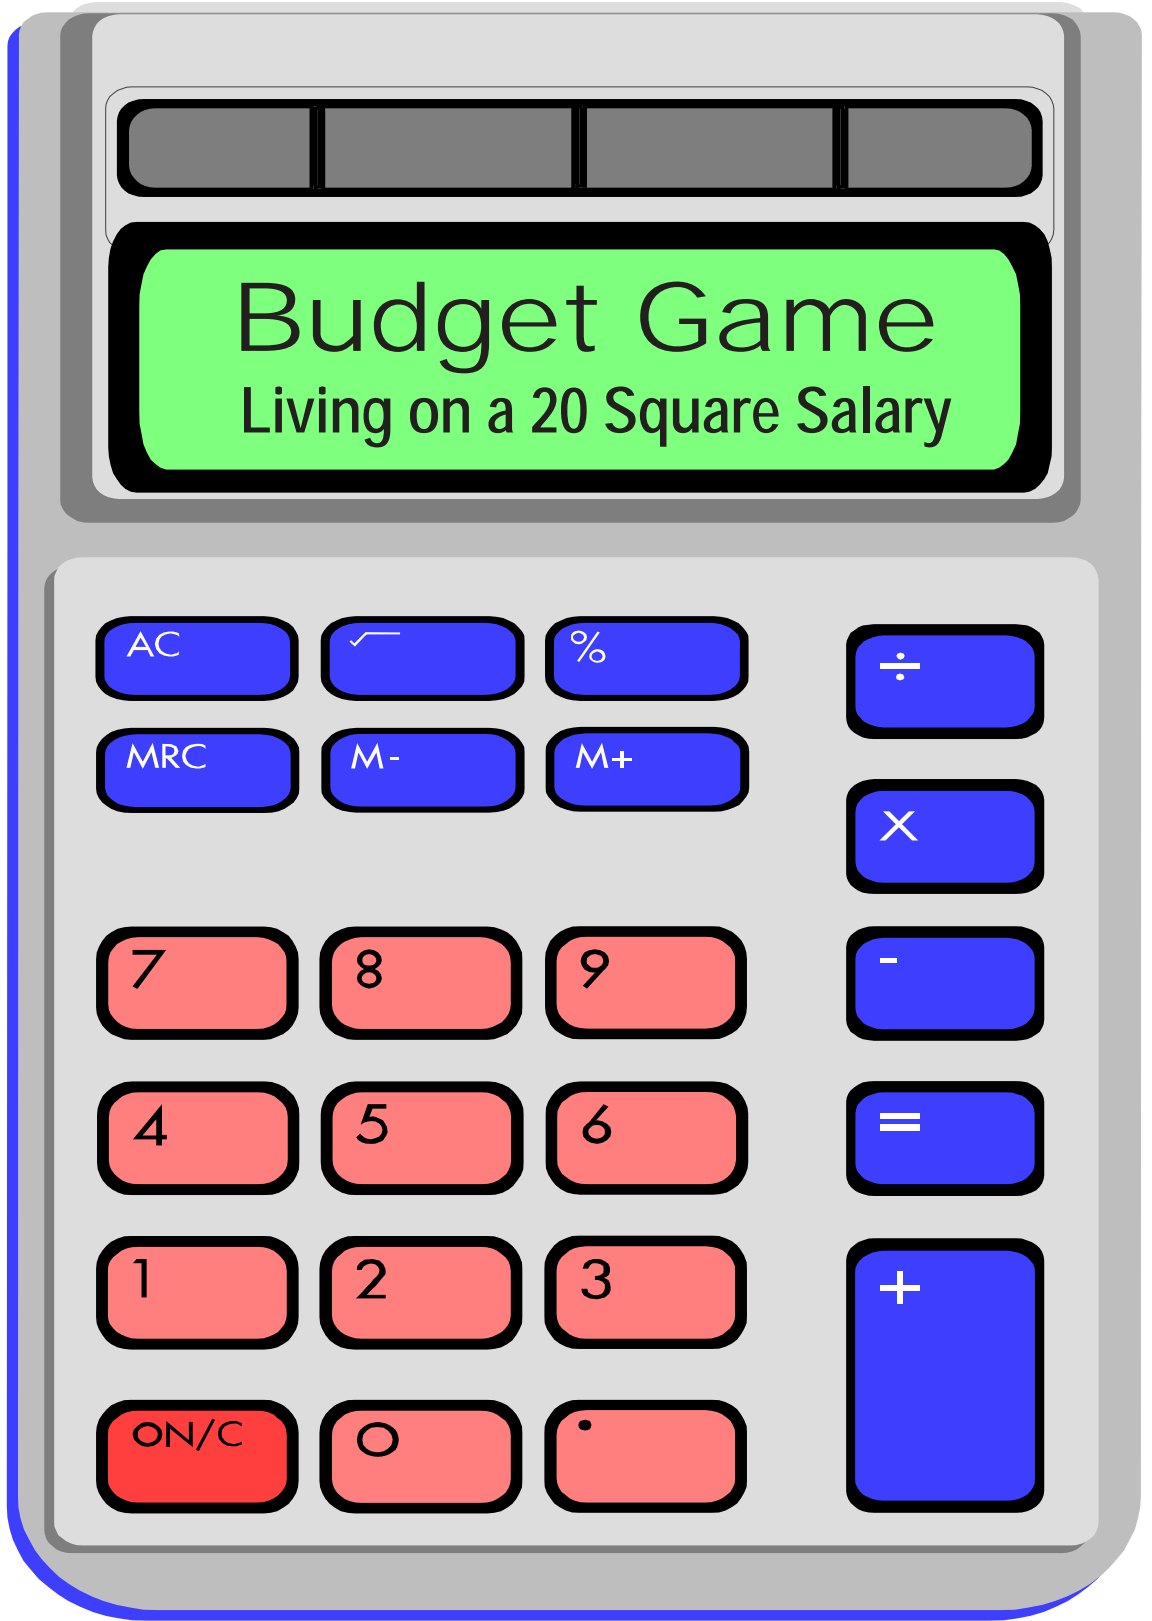 Budget Game
Living on a 20 Square Salary
AC √ % ÷
MRC M- M+
X
7 8 9 -
4 5 6 =
1 2 3 +
ON/C 0 .